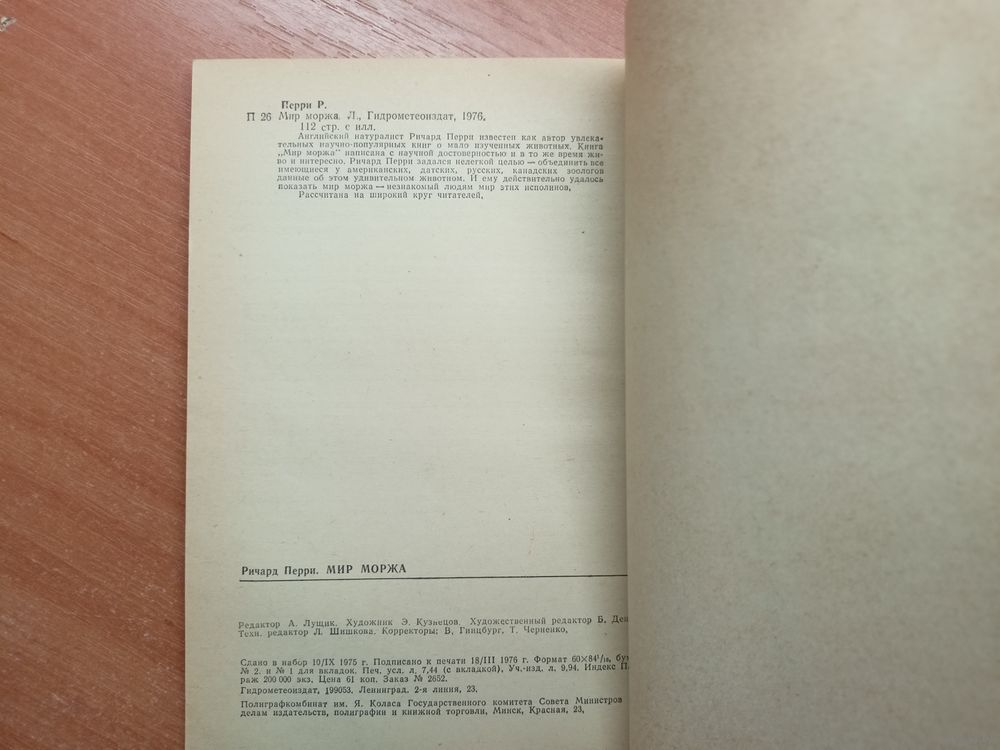 Перри Р.
П 26 Мир моржа. Л., Гидрометеоиздат, 1976.
112 стр. с илл.
Английский натуралист Ричард Перри известен как автор увлека-
тельных научно-популярных книг о мало изученных животных. Книга
„Мир моржа" написана с научной достоверностью и в то же время жи-
во и интересно. Ричард Перри задался нелегкой целью — объединить все
имеющиеся у американских, датских, русских, канадских зоологов
данные об этом удивительном животном. И ему действительно удалось
показать мир моржа — незнакомый людям мир этих исполинов.
Рассчитана на широкий круг читателей.
Ричард Перри. МИР МОРЖА
Редактор А. Лущик. Художник Э. Кузнецов. Художественный редактор Б. Ден
Техн. редактор Л. Шишкова. Корректоры: В. Гинцбург, Т. Черненко.
Сдано в набор 10/IX 1975 г. Подписано к печати 18/III 1976 г. Формат 60×84¹/₁₆, бум
№ 2. и № 1 для вкладок. Печ. усл. л. 7,44 (с вкладкой). Уч.-изд. л. 9,94. Индекс П
раж 200 000 экз. Цена 61 коп. Заказ № 2652.
Гидрометеоиздат, 199053. Ленинград. 2-я линия, 23.
Полиграфкомбинат им. Я. Коласа Государственного комитета Совета Министров
делам издательств, полиграфии и книжной торговли, Минск, Красная, 23,